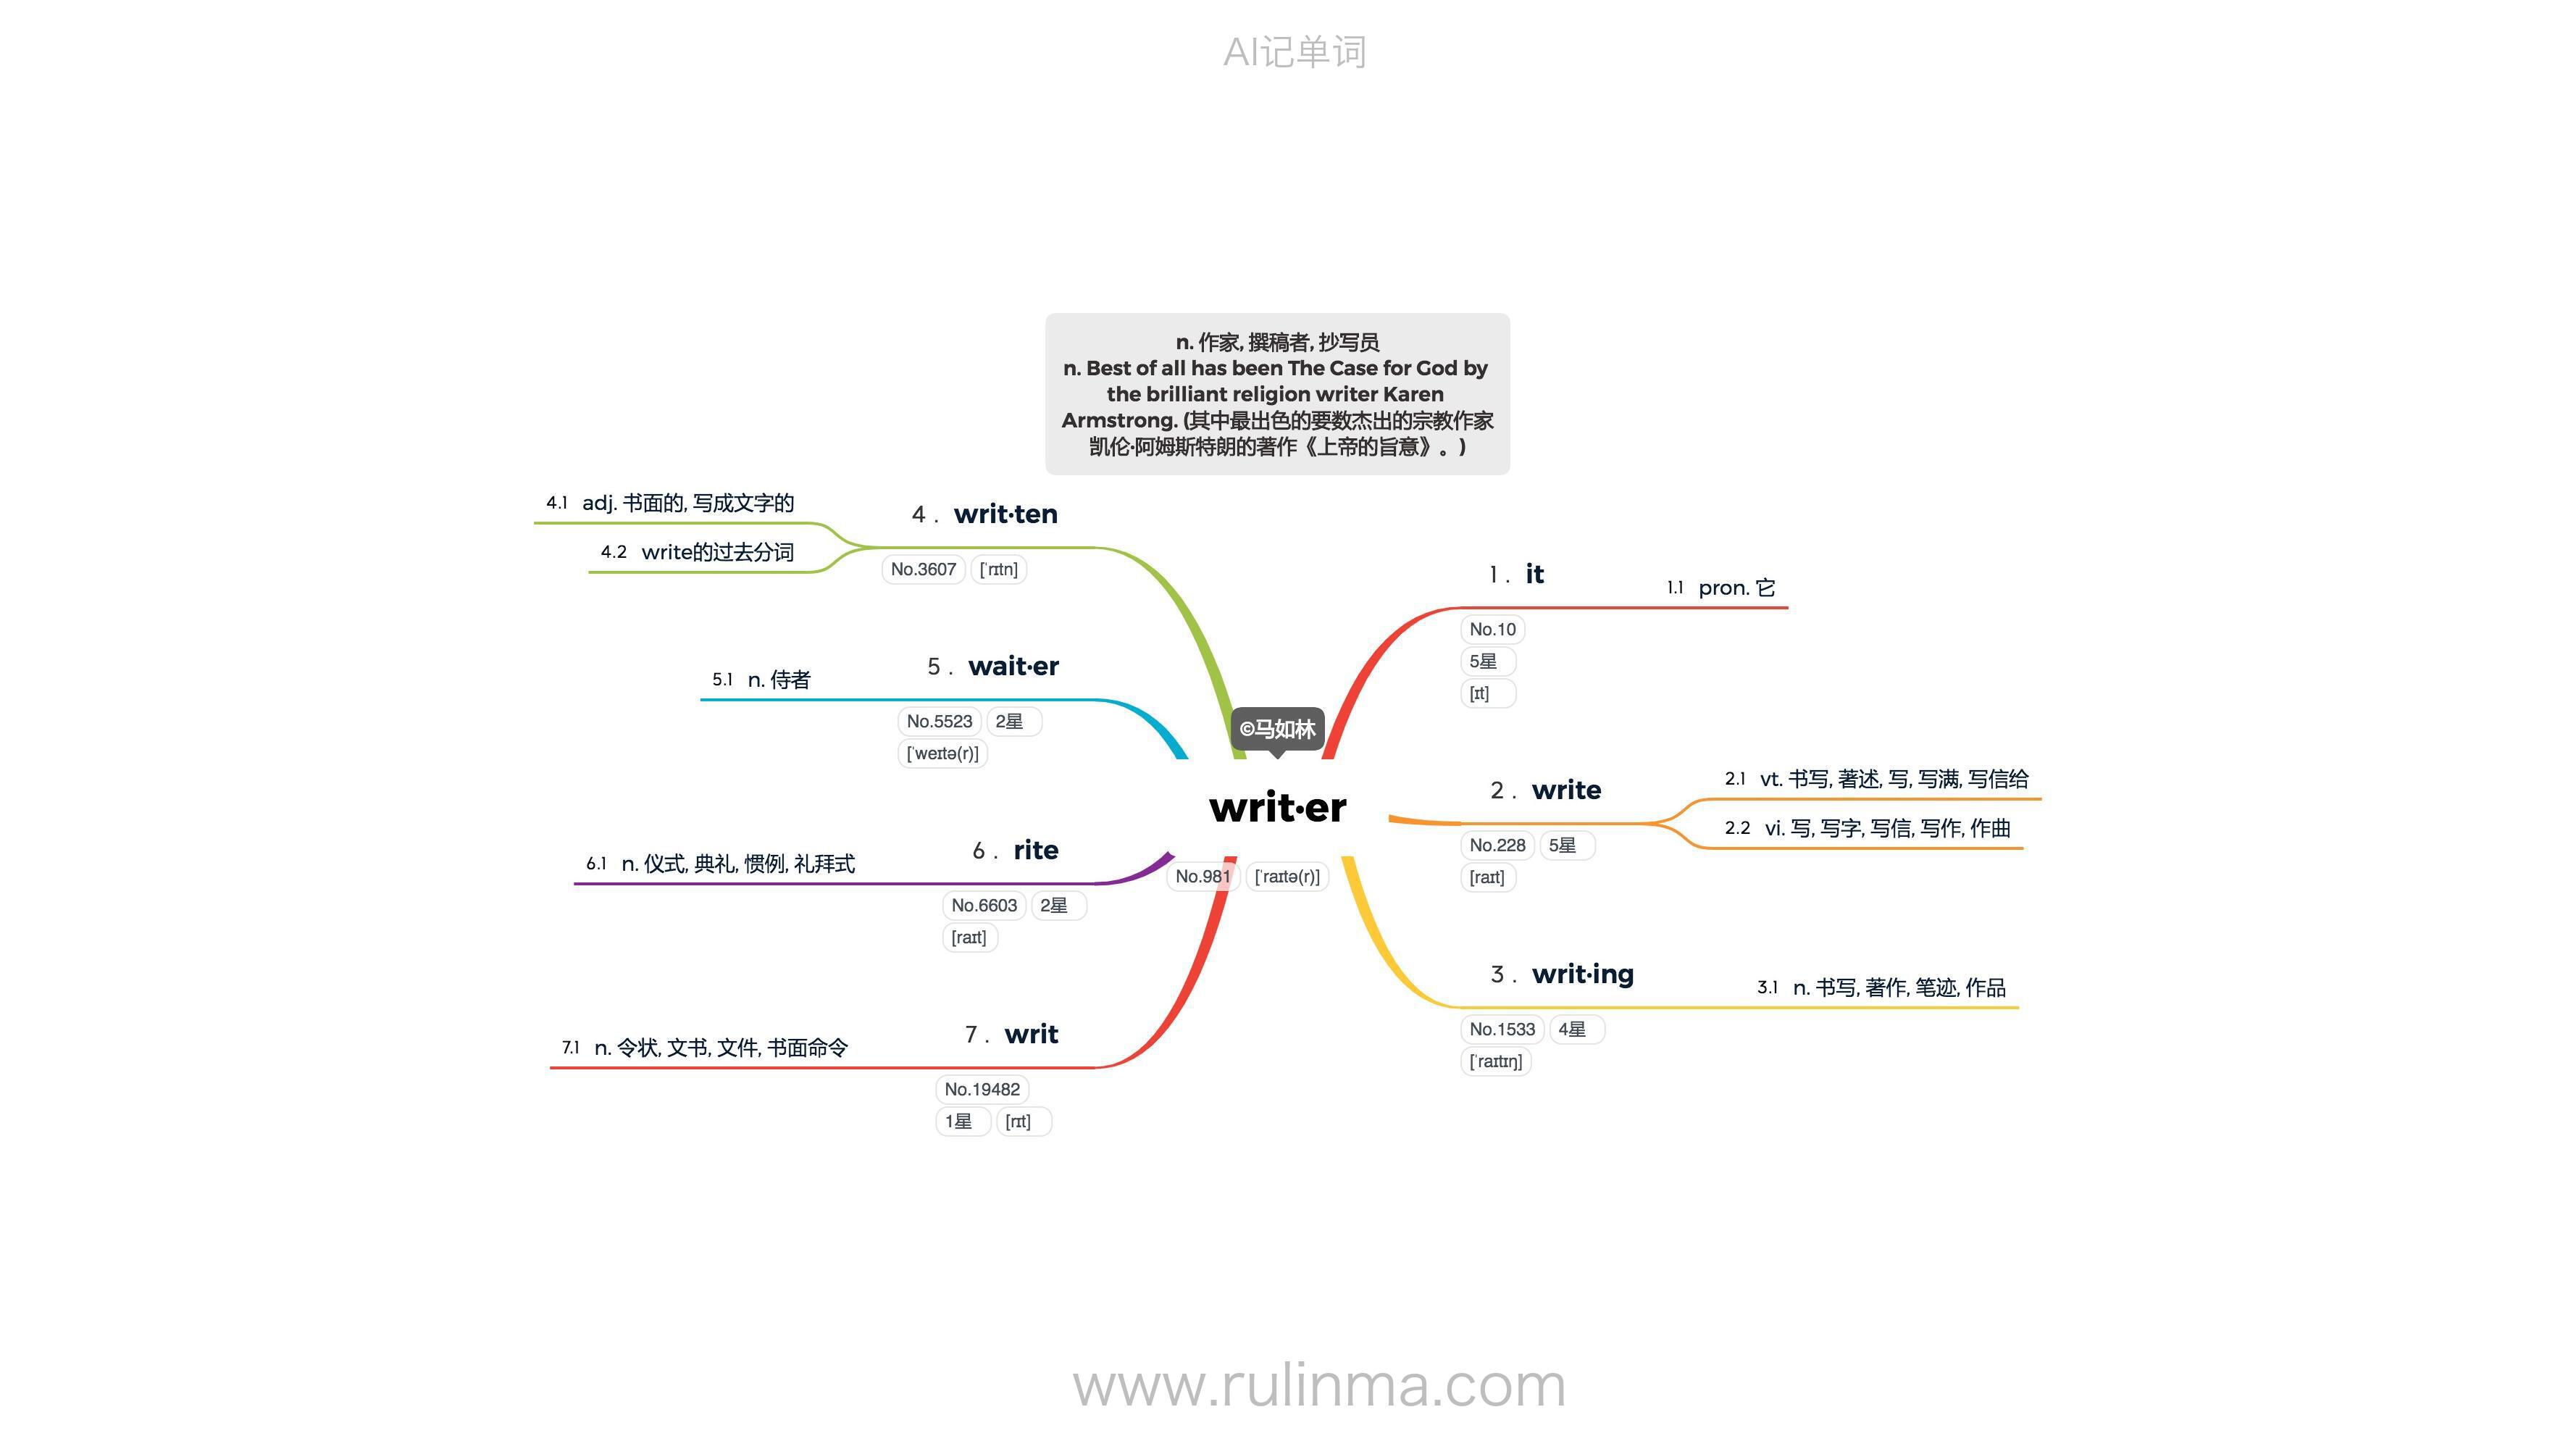 AI记单词
n. 作家, 撰稿者, 抄写员
n. Best of all has been The Case for God by
the brilliant religion writer Karen
Armstrong. (其中最出色的要数杰出的宗教作家
凯伦·阿姆斯特朗的著作《上帝的旨意》。)
©马如林
writ·er
No.981 [ˈraɪtə(r)]
1. it
No.10
5星
[ɪt]
1.1 pron. 它
2. write
No.228 5星
[raɪt]
2.1 vt. 书写, 著述, 写, 写满, 写信给
2.2 vi. 写, 写字, 写信, 写作, 作曲
3. writ·ing
No.1533 4星
[ˈraɪtɪŋ]
3.1 n. 书写, 著作, 笔迹, 作品
4. writ·ten
No.3607 [ˈrɪtn]
4.1 adj. 书面的, 写成文字的
4.2 write的过去分词
5. wait·er
No.5523 2星
[ˈweɪtə(r)]
5.1 n. 侍者
6. rite
No.6603 2星
[raɪt]
6.1 n. 仪式, 典礼, 惯例, 礼拜式
7. writ
No.19482
1星 [rɪt]
7.1 n. 令状, 文书, 文件, 书面命令
www.rulinma.com